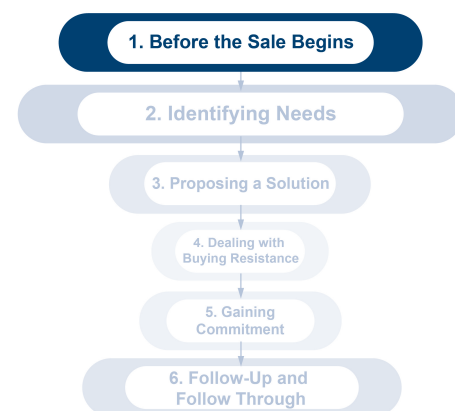 1. Before the Sale Begins
2. Identifying Needs
3. Proposing a Solution
4. Dealing with
Buying Resistance
5. Gaining
Commitment
6. Follow-Up and
Follow Through